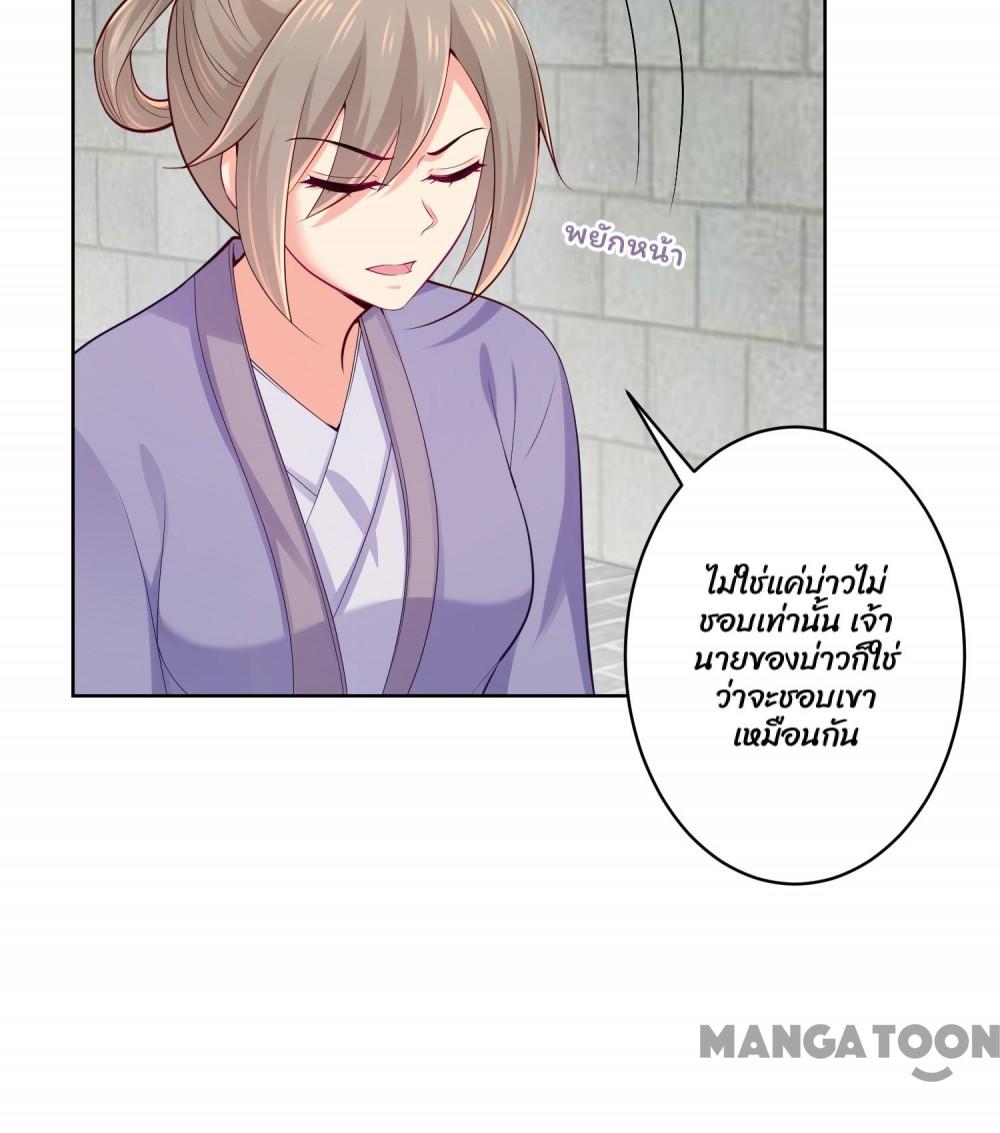 พยักหน้า
ไม่ใช่แค่บ่าวไม่
ชอบเท่านั้น เจ้า
นายของบ่าวก็ใช่
ว่าจะชอบเขา
เหมือนกัน
MANGATOON